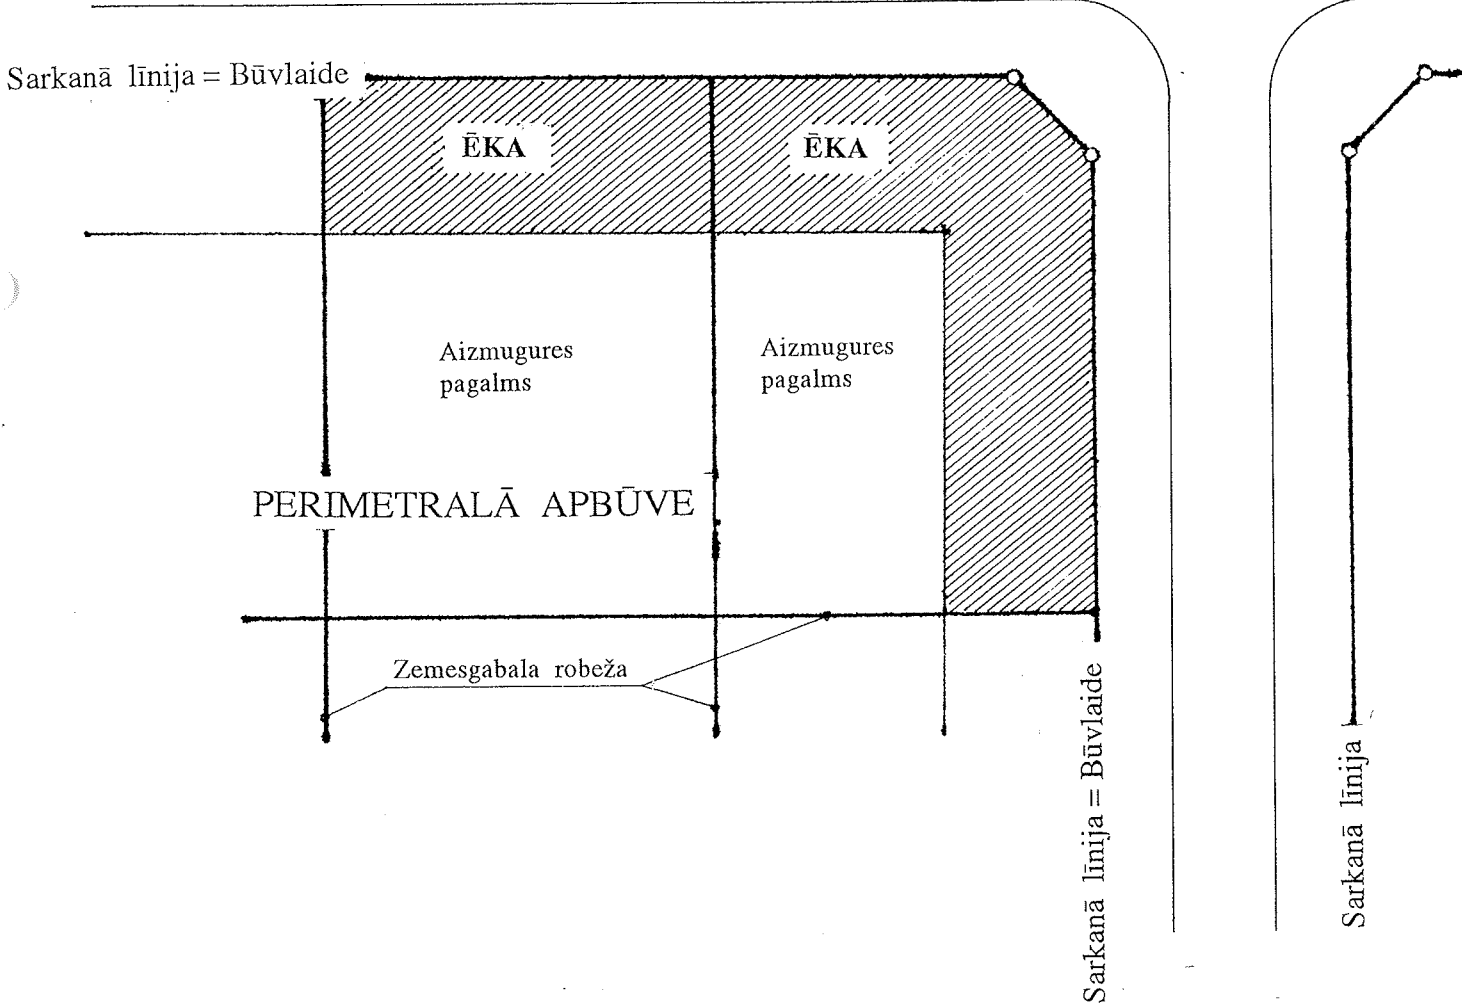 Sarkanā līnija = Būvlaide
ĒKA
ĒKA
Aizmugures
pagalms
Aizmugures
pagalms
PERIMETRALĀ APBŪVE
Zemesgabala robeža
Sarkanā līnija = Būvlaide
Sarkanā līnija